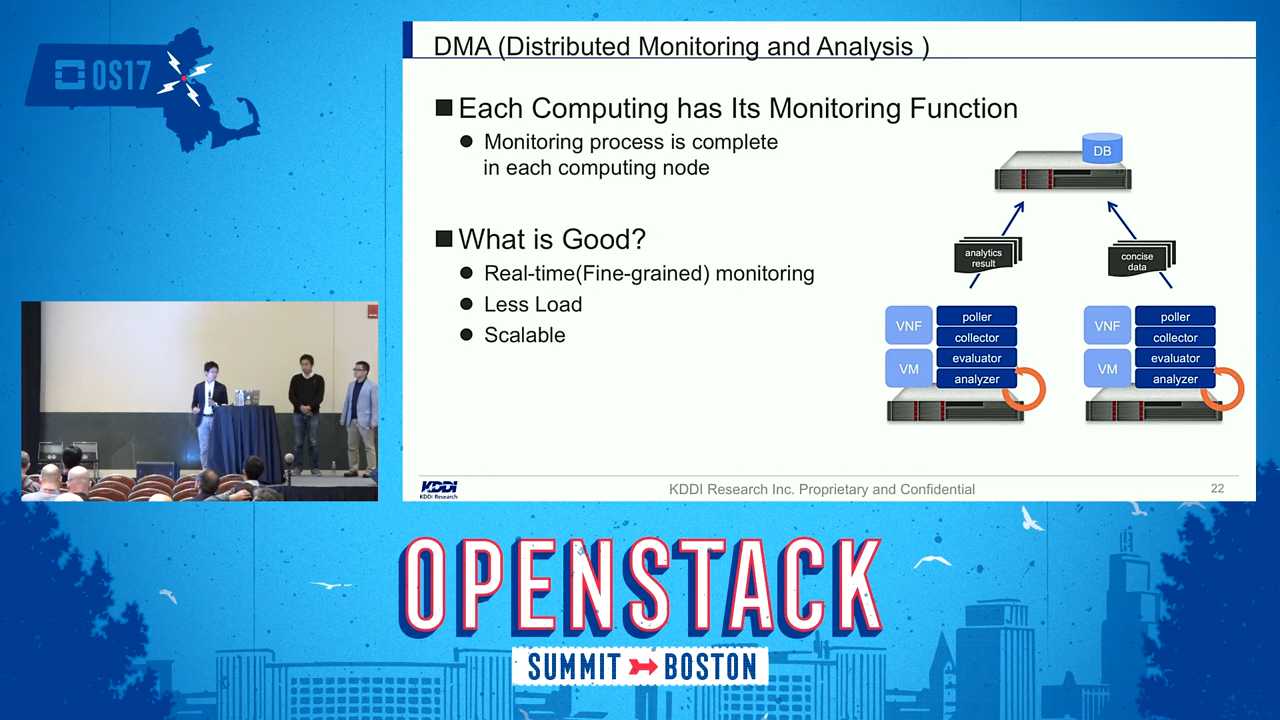 OS17
DMA (Distributed Monitoring and Analysis )
Each Computing has Its Monitoring Function
Monitoring process is complete
in each computing node
What is Good?
Real-time(Fine-grained) monitoring
Less Load
Scalable
DB
analytics
result
concise
data
VNF
VM
poller
collector
evaluator
analyzer
VNF
VM
poller
collector
evaluator
analyzer
KDDI
KDDI Research
KDDI Research Inc. Proprietary and Confidential
22
OPENSTACK
SUMMIT BOSTON